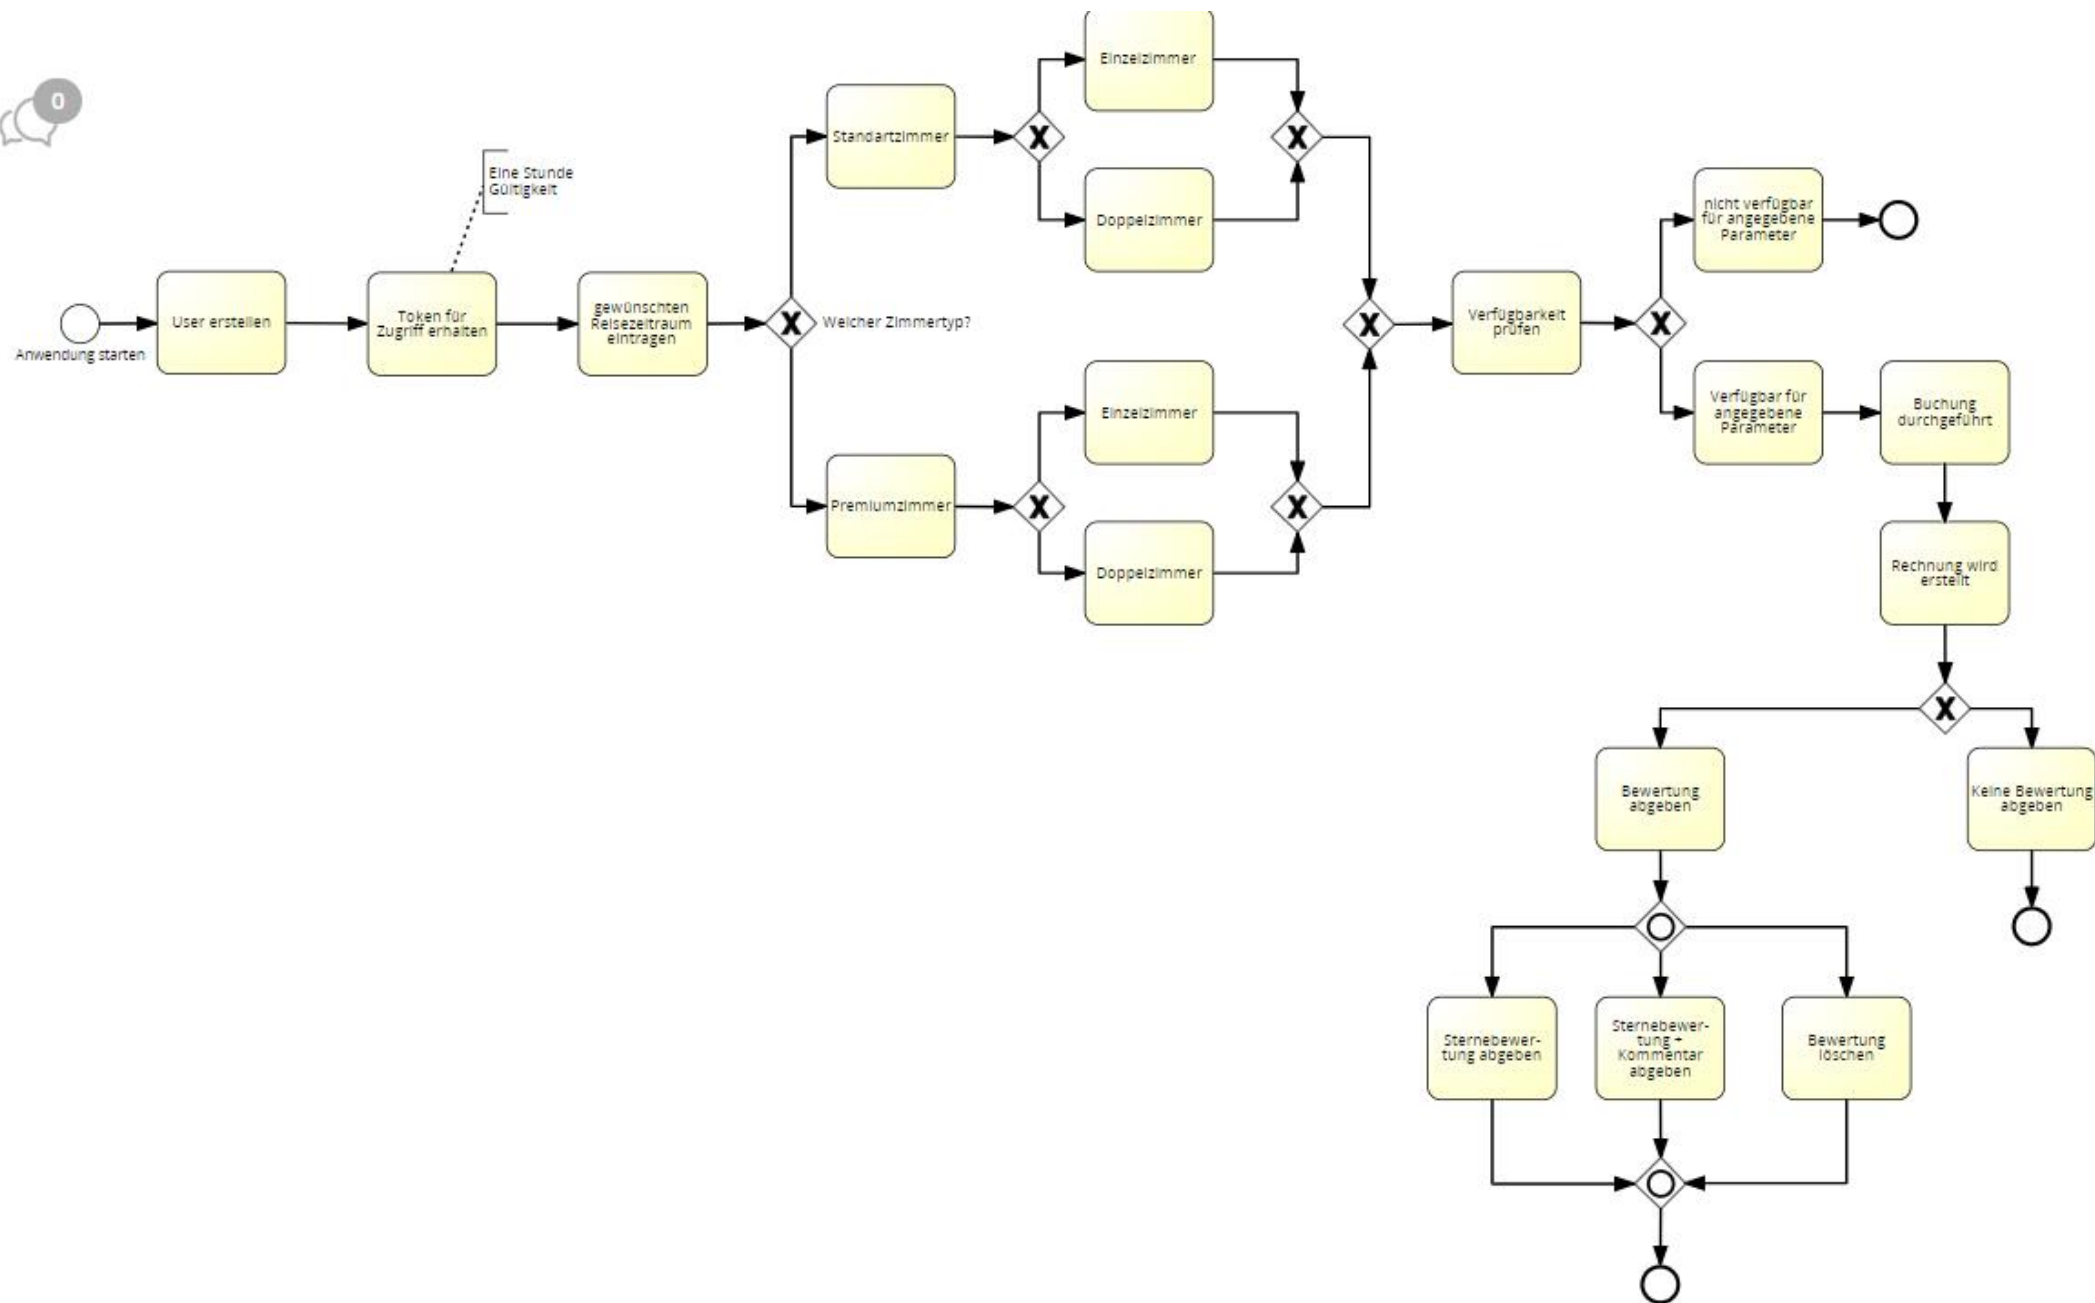 0
Einzelzimmer
Standartzimmer
Doppelzimmer
Eine Stunde
Gültigkeit
nicht verfügbar
für angegebene
Parameter
Anwendung starten
User erstellen
Token für
Zugriff erhalten
gewünschten
Reisezeitraum
eintragen
Welcher Zimmertyp?
Verfügbarkeit
prüfen
Verfügbar für
angegebene
Parameter
Buchung
durchgeführt
Einzelzimmer
Premiumzimmer
Doppelzimmer
Rechnung wird
erstellt
Bewertung
abgeben
Keine Bewertung
abgeben
Sternebewer-
tung abgeben
Sternebewer-
tung +
Kommentar
abgeben
Bewertung
löschen